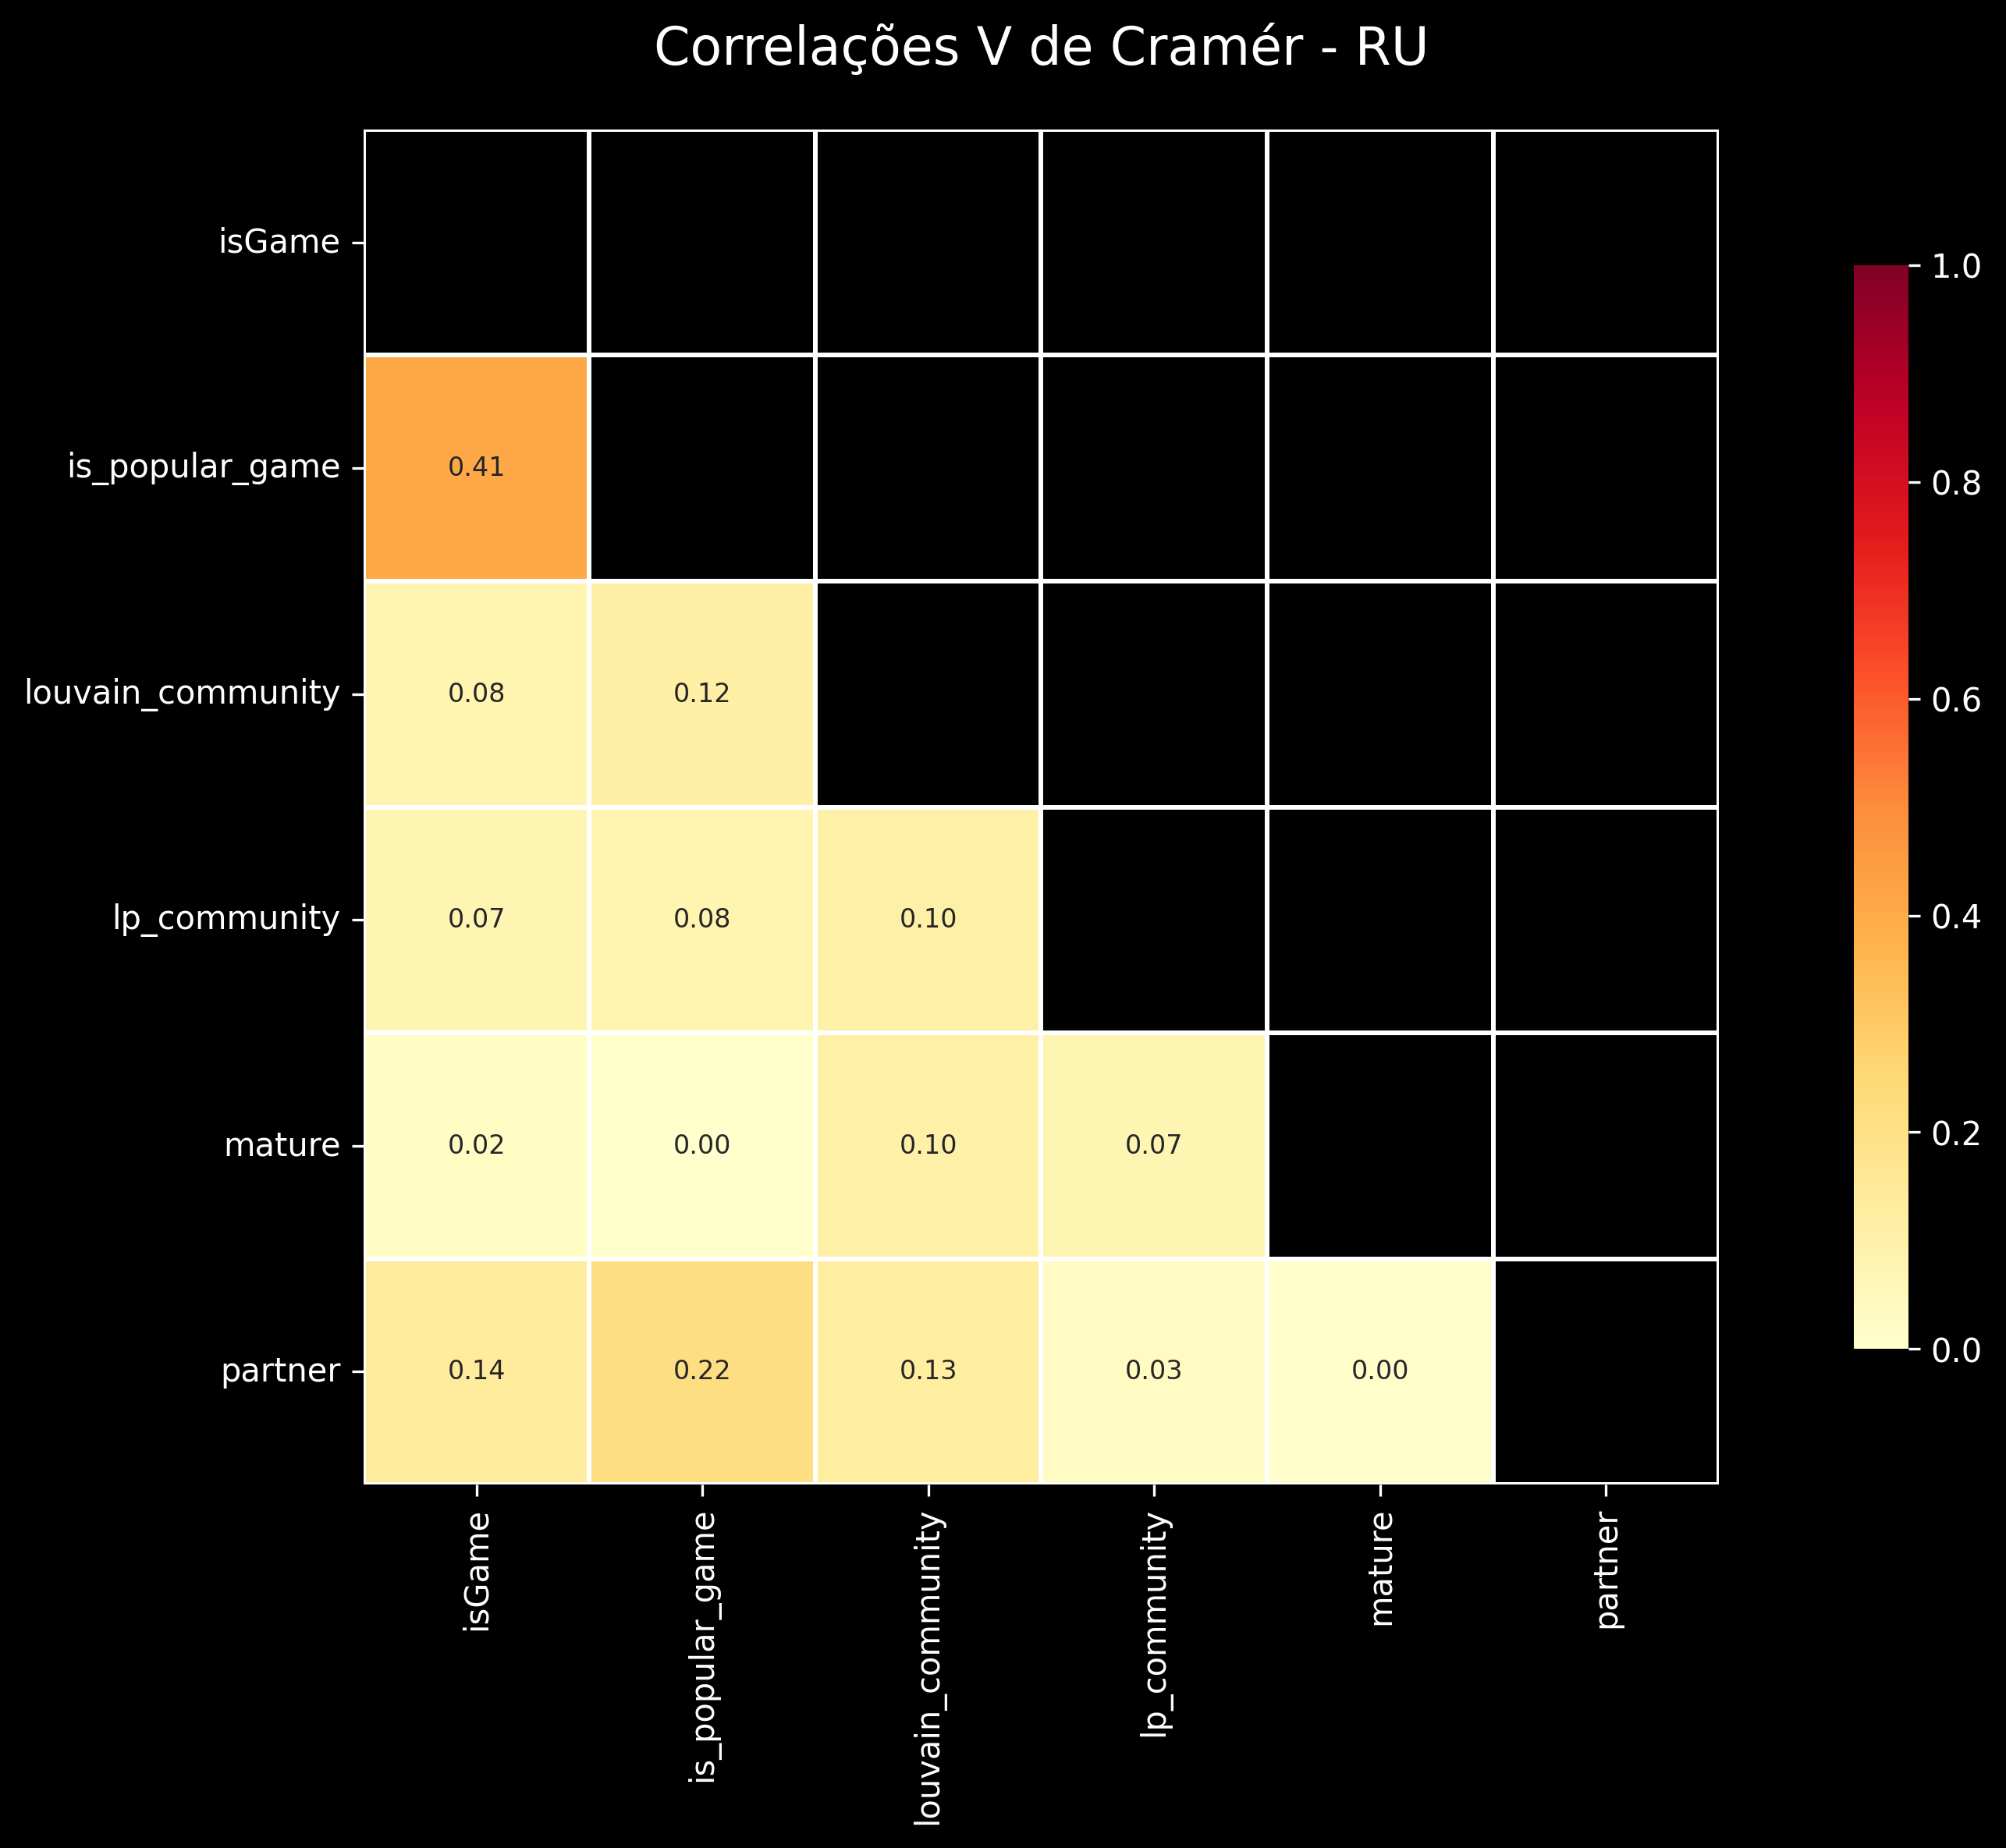 Correlações V de Cramér - RU
isGame
is_popular_game
0.41
louvain_community
0.08 0.12
lp_community
0.07 0.08 0.10
mature
0.02 0.00 0.10 0.07
partner
0.14 0.22 0.13 0.03 0.00
isGame
is_popular_game
louvain_community
lp_community
mature
partner
1.0
0.8
0.6
0.4
0.2
0.0